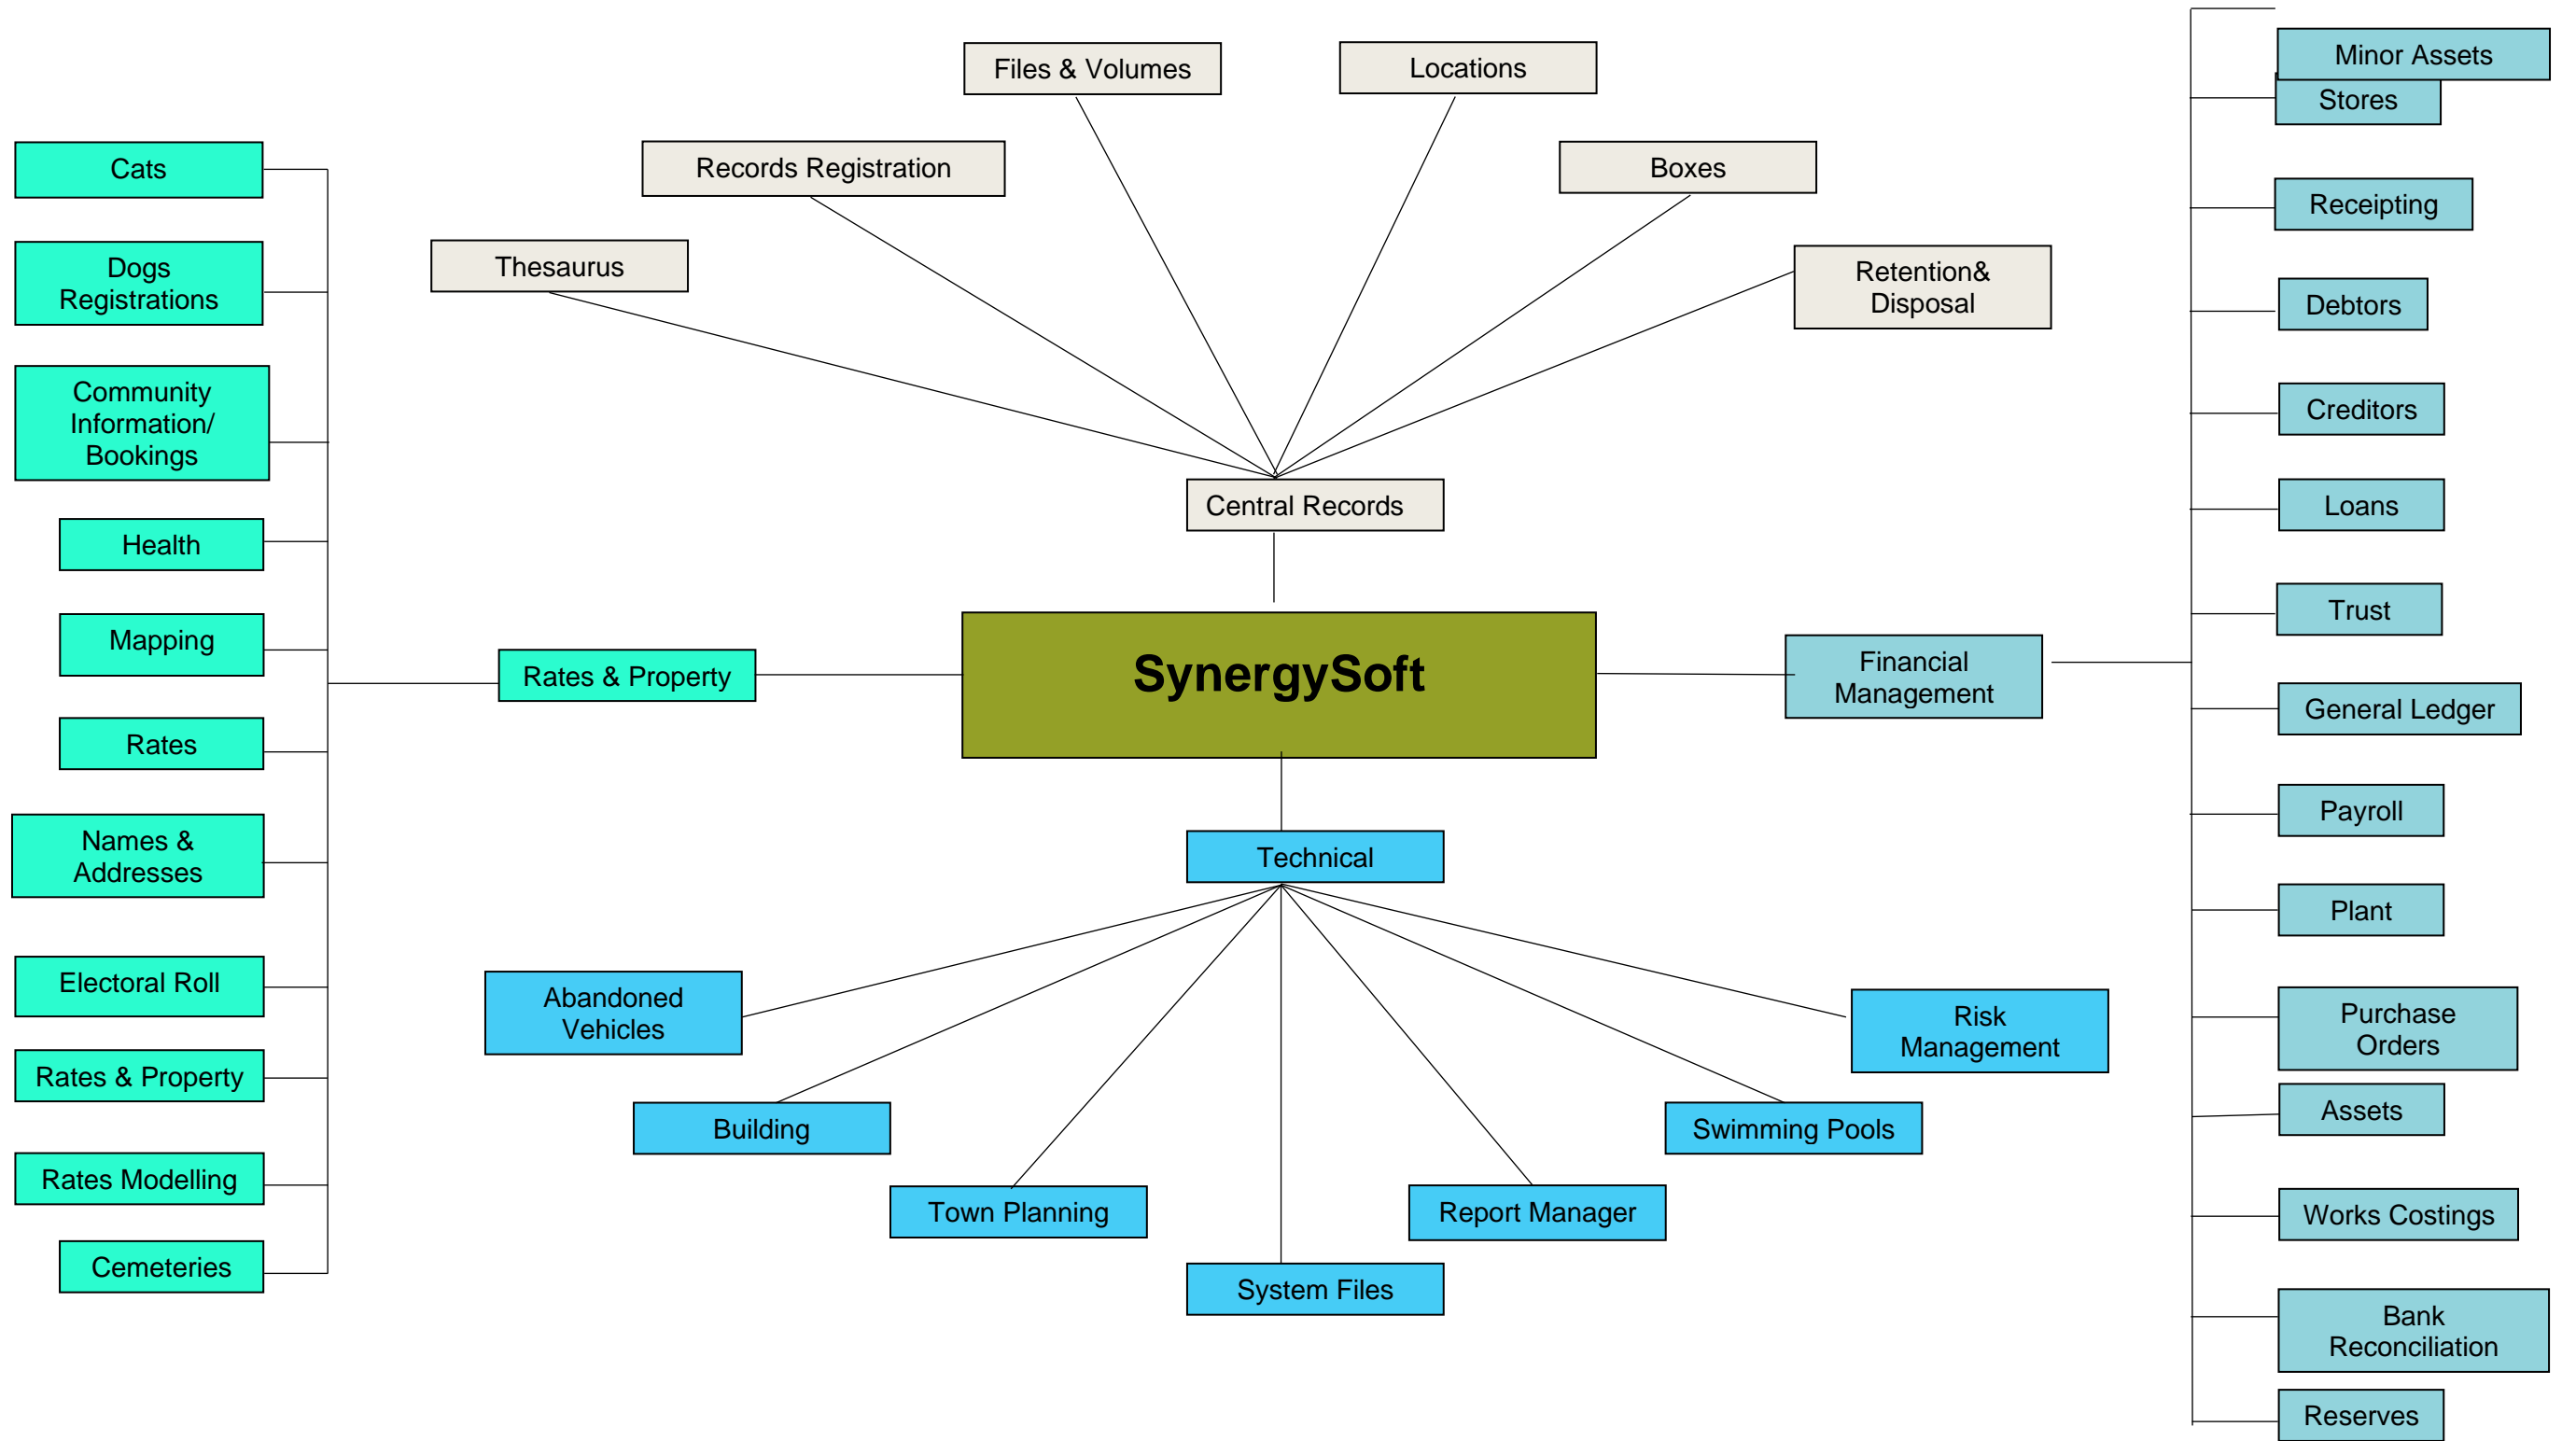 Files & Volumes
Locations
Records Registration
Boxes
Thesaurus
Retention&
Disposal
Central Records
Cats
Dogs
Registrations
Community
Information/
Bookings
Health
Mapping
Rates
Names &
Addresses
Electoral Roll
Rates & Property
Rates Modelling
Cemeteries
Rates & Property
SynergySoft
Financial
Management
Technical
Abandoned
Vehicles
Building
Town Planning
System Files
Report Manager
Swimming Pools
Risk
Management
Minor Assets
Stores
Receipting
Debtors
Creditors
Loans
Trust
General Ledger
Payroll
Plant
Purchase
Orders
Assets
Works Costings
Bank
Reconciliation
Reserves